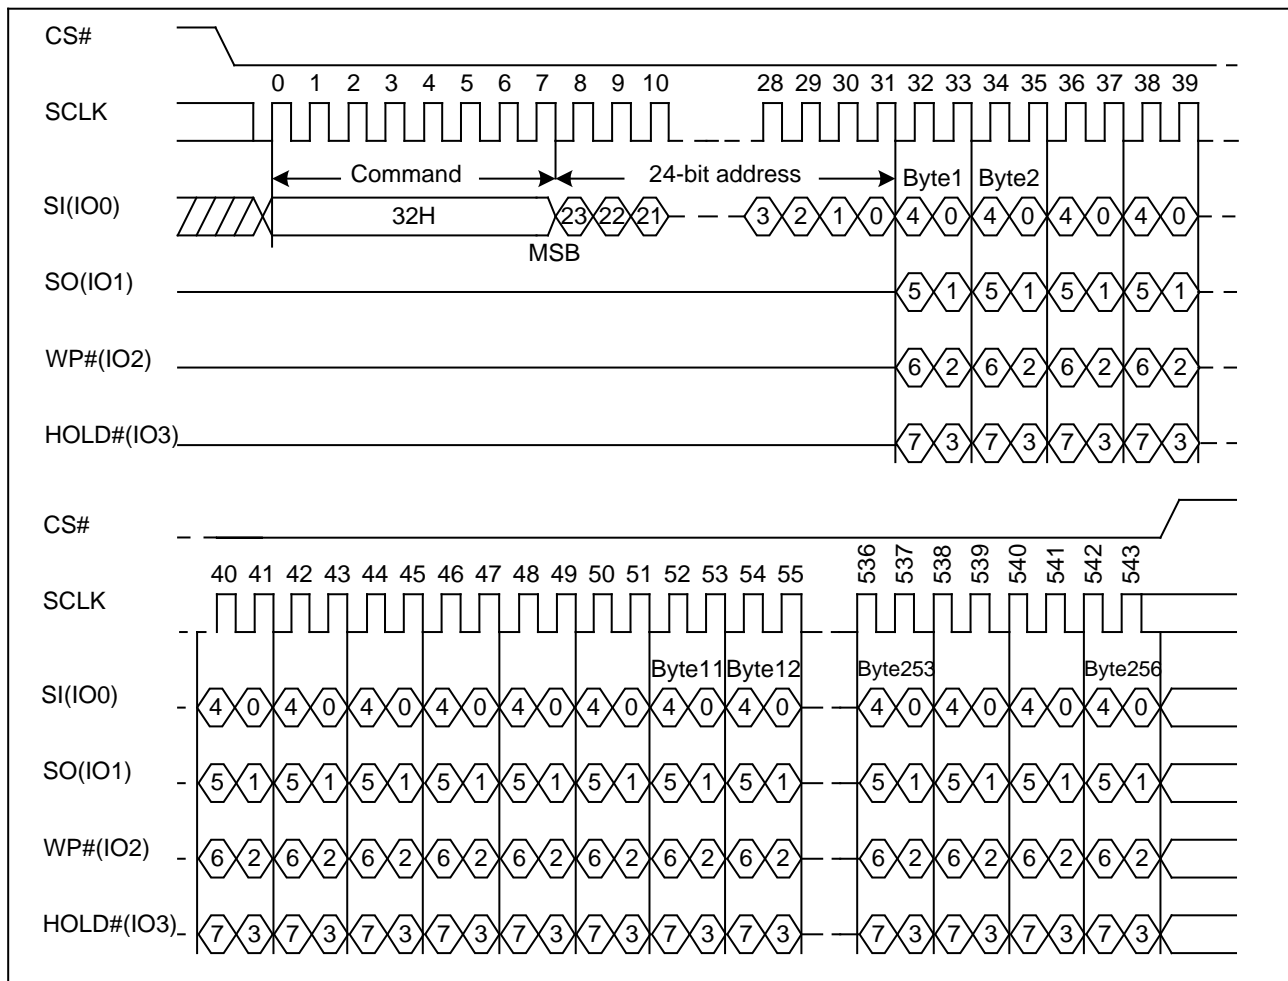 CS#
0 1 2 3 4 5 6 7 8 9 10 28 29 30 31 32 33 34 35 36 37 38 39
SCLK
Command 24-bit address Byte1 Byte2
SI(IO0) 32H 23 22 21 3 2 1 0 4 0 4 0 4 0 4 0
MSB
SO(IO1) 5 1 5 1 5 1 5 1
WP#(IO2) 6 2 6 2 6 2 6 2
HOLD#(IO3) 7 3 7 3 7 3 7 3
CS#
40 41 42 43 44 45 46 47 48 49 50 51 52 53 54 55 536 537 538 539 540 541 542 543
SCLK
Byte11 Byte12 Byte253 Byte256
SI(IO0) 4 0 4 0 4 0 4 0 4 0 4 0 4 0 4 0 4 0 4 0 4 0 4 0
SO(IO1) 5 1 5 1 5 1 5 1 5 1 5 1 5 1 5 1 5 1 5 1 5 1 5 1
WP#(IO2) 6 2 6 2 6 2 6 2 6 2 6 2 6 2 6 2 6 2 6 2 6 2 6 2
HOLD#(IO3) 7 3 7 3 7 3 7 3 7 3 7 3 7 3 7 3 7 3 7 3 7 3 7 3